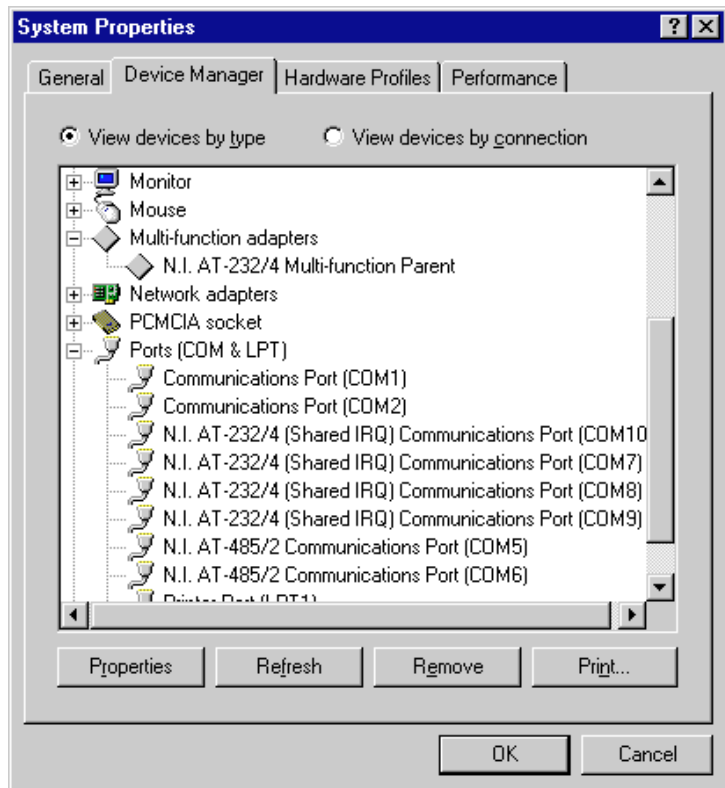 System Properties
General Device Manager Hardware Profiles Performance
View devices by type View devices by connection
Monitor
Mouse
Multi-function adapters
N.I. AT-232/4 Multi-function Parent
Network adapters
PCMCIA socket
Ports (COM & LPT)
Communications Port (COM1)
Communications Port (COM2)
N.I. AT-232/4 (Shared IRQ) Communications Port (COM10
N.I. AT-232/4 (Shared IRQ) Communications Port (COM7)
N.I. AT-232/4 (Shared IRQ) Communications Port (COM8)
N.I. AT-232/4 (Shared IRQ) Communications Port (COM9)
N.I. AT-485/2 Communications Port (COM5)
N.I. AT-485/2 Communications Port (COM6)
Printer Port (LPT1)
Properties Refresh Remove Print...
OK Cancel